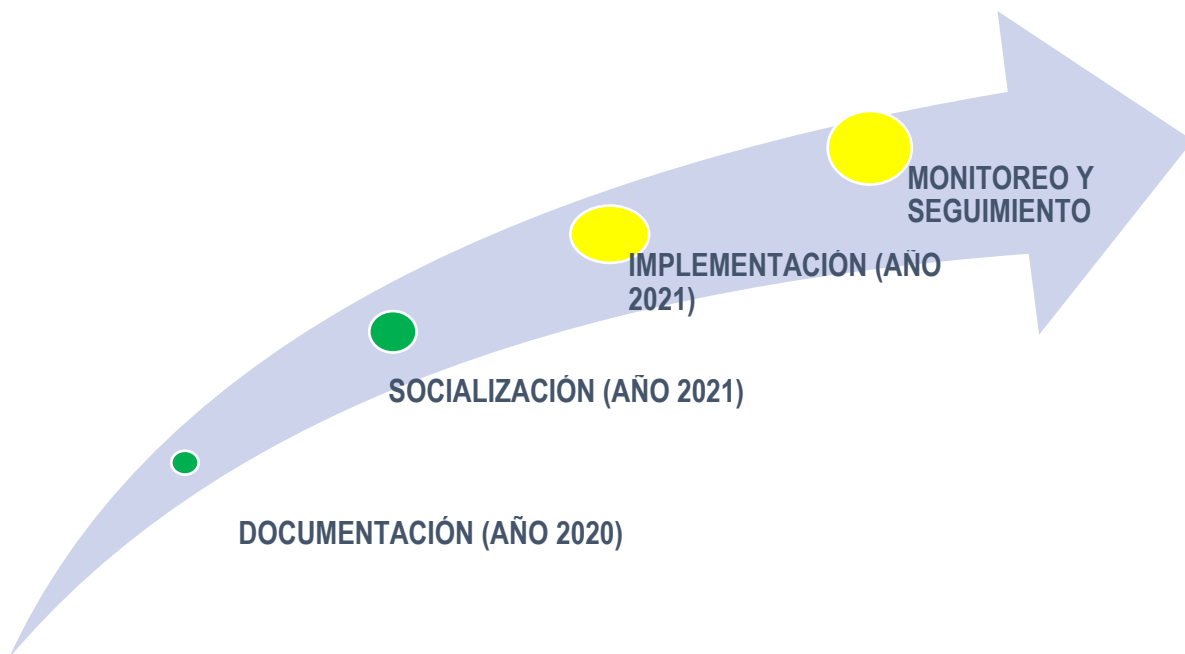 MONITOREO Y
SEGUIMIENTO
IMPLEMENTACIÓN (AÑO
2021)
SOCIALIZACIÓN (AÑO 2021)
DOCUMENTACIÓN (AÑO 2020)